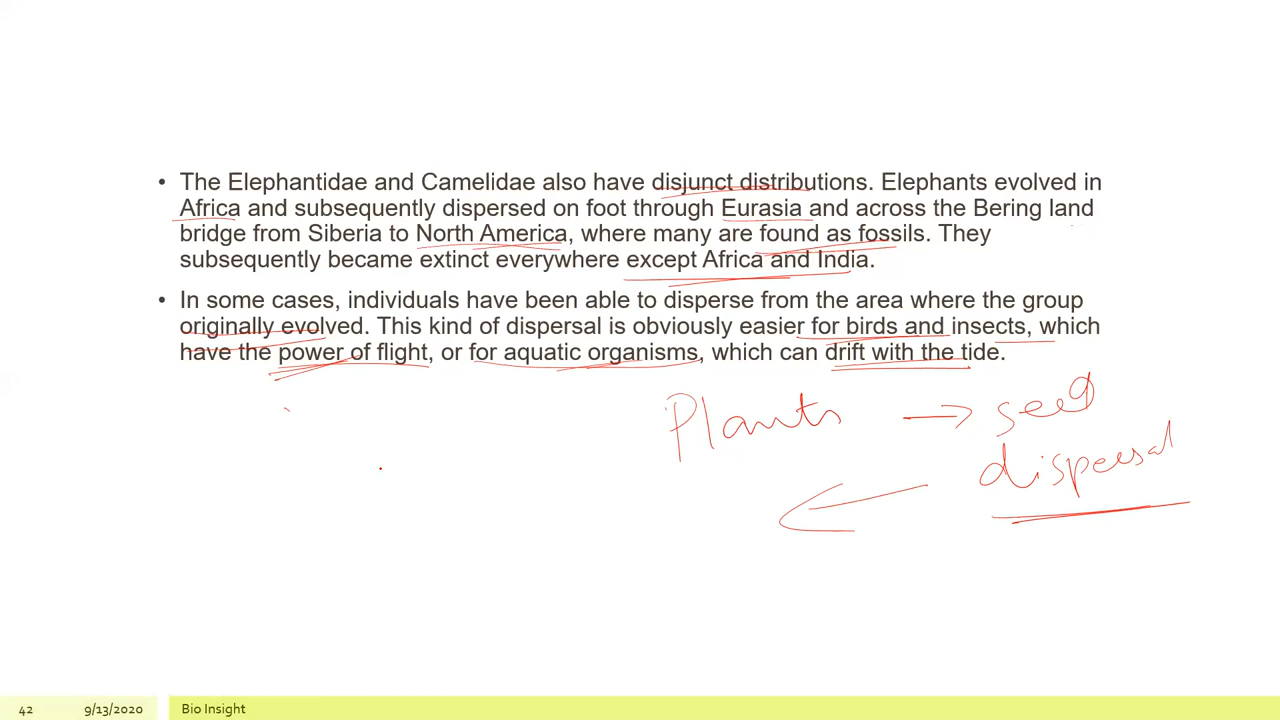 • The Elephantidae and Camelidae also have disjunct distributions. Elephants evolved in
Africa and subsequently dispersed on foot through Eurasia and across the Bering land
bridge from Siberia to North America, where many are found as fossils. They
subsequently became extinct everywhere except Africa and India.
• In some cases, individuals have been able to disperse from the area where the group
originally evolved. This kind of dispersal is obviously easier for birds and insects, which
have the power of flight, or for aquatic organisms, which can drift with the tide.
Plants → seed
dispersal
42 9/13/2020 Bio Insight